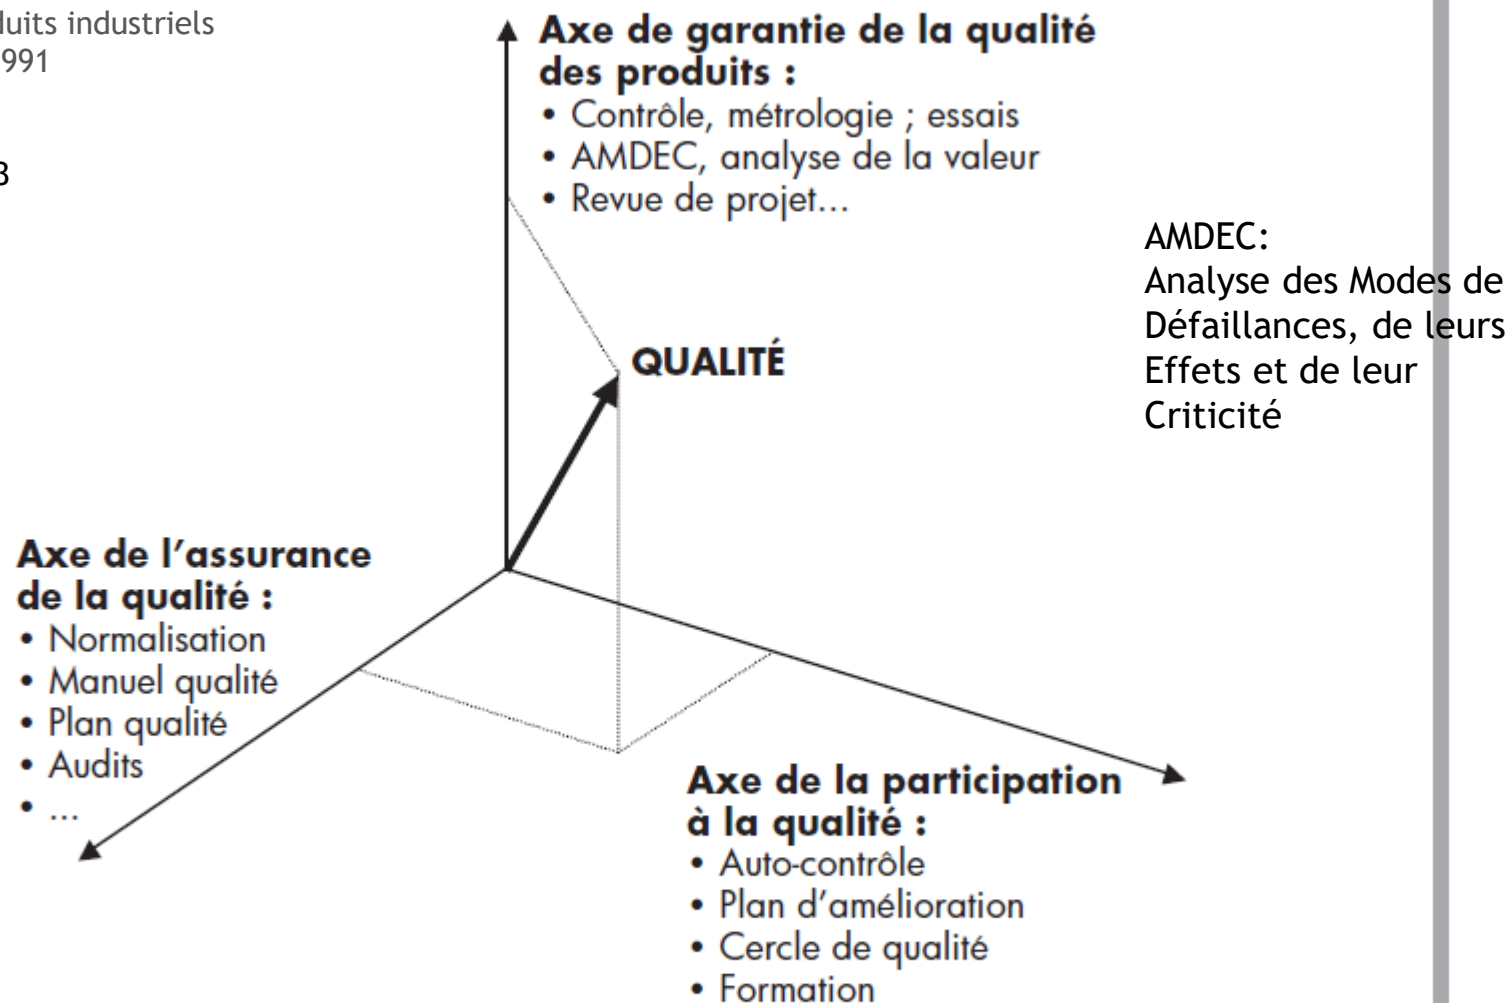 duits industriels
991
Axe de garantie de la qualité
des produits :
• Contrôle, métrologie ; essais
• AMDEC, analyse de la valeur
• Revue de projet...
AMDEC:
Analyse des Modes de
Défaillances, de leurs
Effets et de leur
Criticité
QUALITÉ
Axe de l’assurance
de la qualité :
• Normalisation
• Manuel qualité
• Plan qualité
• Audits
• ...
Axe de la participation
à la qualité :
• Auto-contrôle
• Plan d’amélioration
• Cercle de qualité
• Formation